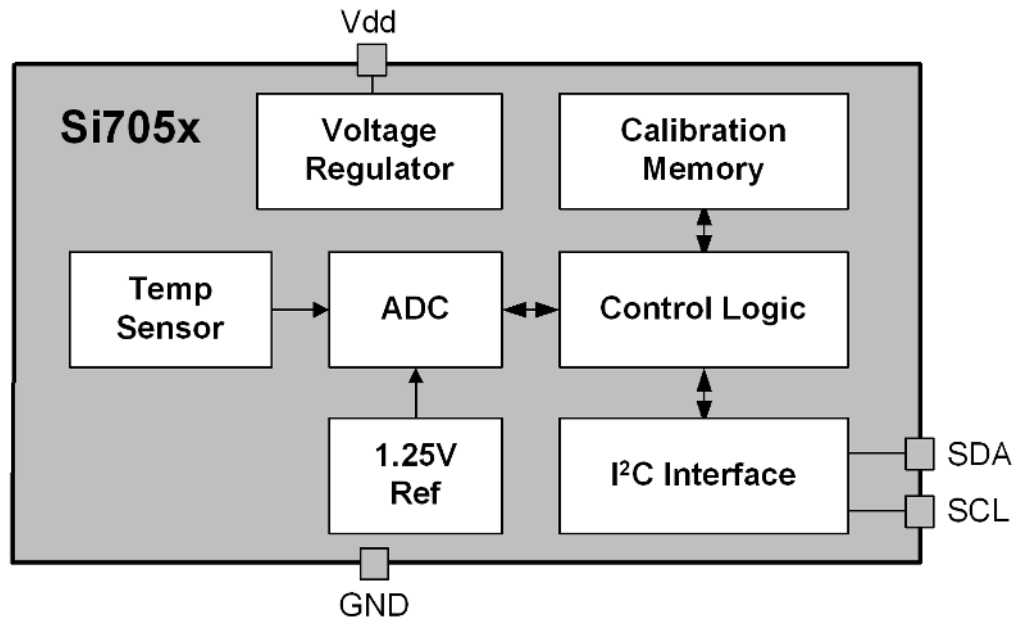 Vdd
Si705x
Voltage
Regulator
Calibration
Memory
Temp
Sensor
ADC
Control Logic
1.25V
Ref
I²C Interface
SDA
SCL
GND